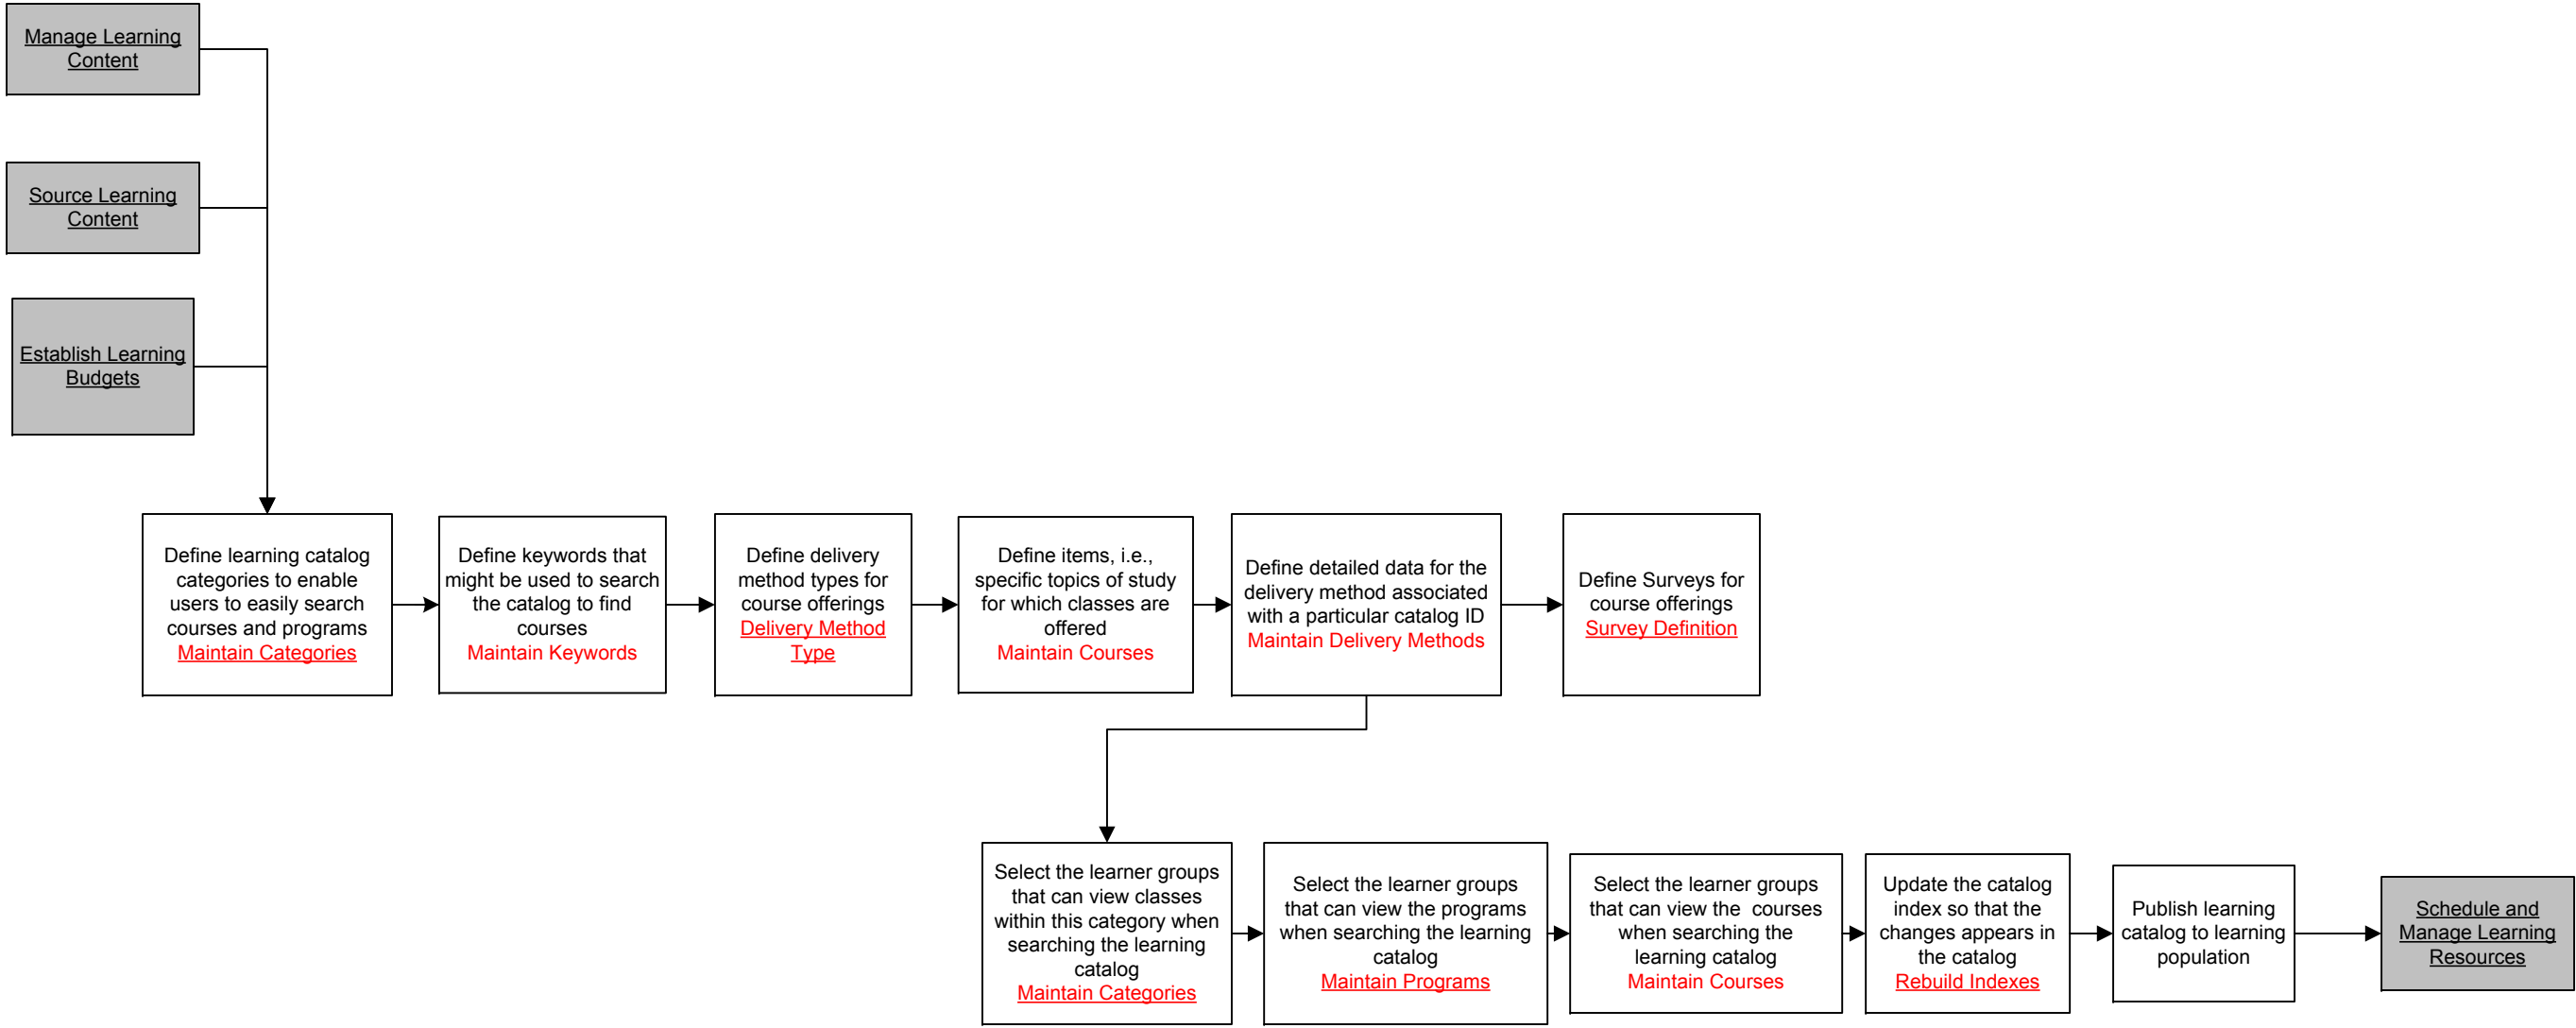 Manage Learning
Content
Source Learning
Content
Establish Learning
Budgets
Define learning catalog
categories to enable
users to easily search
courses and programs
Maintain Categories
Define keywords that
might be used to search
the catalog to find
courses
Maintain Keywords
Define delivery
method types for
course offerings
Delivery Method
Type
Define items, i.e.,
specific topics of study
for which classes are
offered
Maintain Courses
Define detailed data for the
delivery method associated
with a particular catalog ID
Maintain Delivery Methods
Define Surveys for
course offerings
Survey Definition
Select the learner groups
that can view classes
within this category when
searching the learning
catalog
Maintain Categories
Select the learner groups
that can view the programs
when searching the learning
catalog
Maintain Programs
Select the learner groups
that can view the  courses
when searching the
learning catalog
Maintain Courses
Update the catalog
index so that the
changes appears in
the catalog
Rebuild Indexes
Publish learning
catalog to learning
population
Schedule and
Manage Learning
Resources